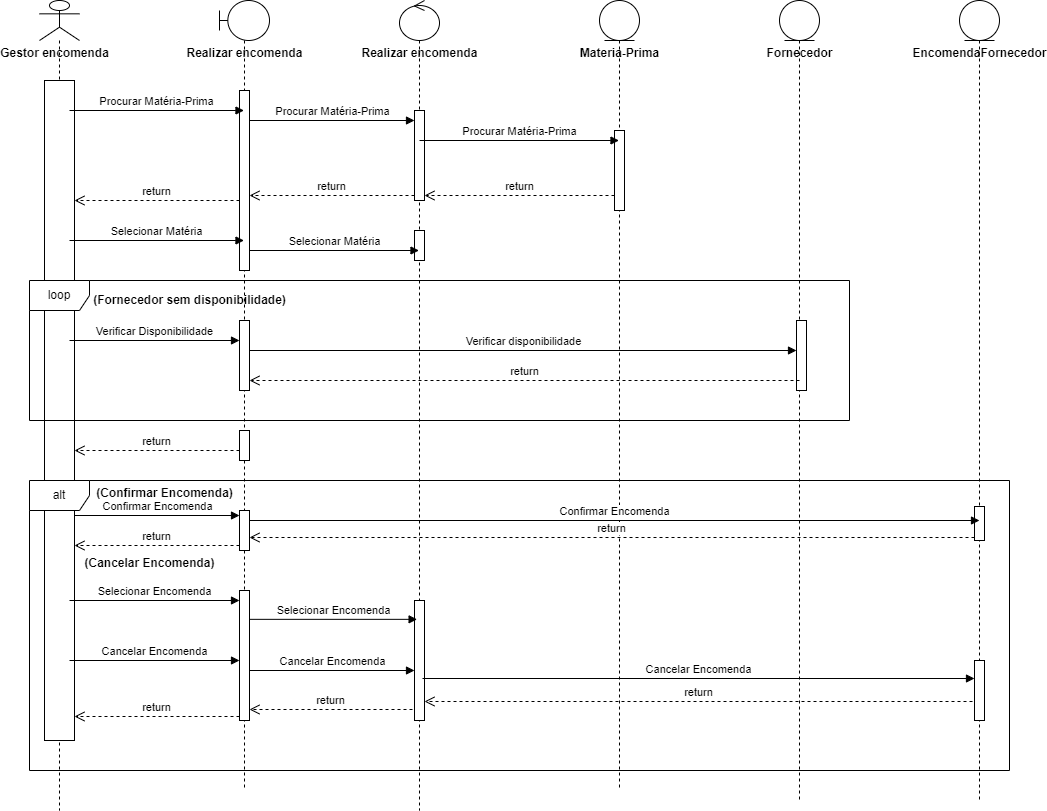 Gestor encomenda
Realizar encomenda
Realizar encomenda
Materia-Prima
Fornecedor
EncomendaFornecedor
Procurar Matéria-Prima
Procurar Matéria-Prima
Procurar Matéria-Prima
return
return
return
Selecionar Matéria
Selecionar Matéria
loop
(Fornecedor sem disponibilidade)
Verificar Disponibilidade
Verificar disponibilidade
return
return
alt
(Confirmar Encomenda)
Confirmar Encomenda
Confirmar Encomenda
return
return
(Cancelar Encomenda)
Selecionar Encomenda
Selecionar Encomenda
Cancelar Encomenda
Cancelar Encomenda
Cancelar Encomenda
return
return
return